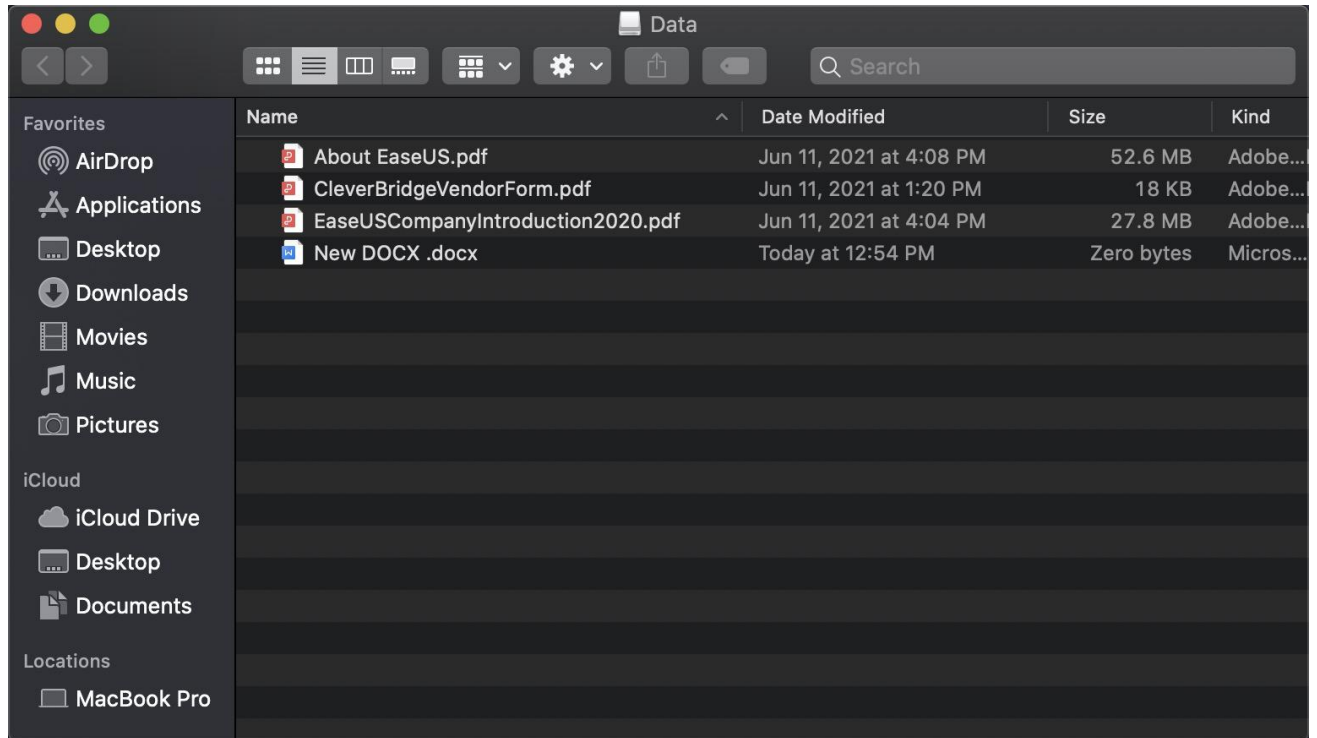 Data
Search
Favorites
AirDrop
Applications
Desktop
Downloads
Movies
Music
Pictures
iCloud
iCloud Drive
Desktop
Documents
Locations
MacBook Pro
Name Date Modified Size Kind
About EaseUS.pdf Jun 11, 2021 at 4:08 PM 52.6 MB Adobe...
CleverBridgeVendorForm.pdf Jun 11, 2021 at 1:20 PM 18 KB Adobe...
EaseUSCompanyIntroduction2020.pdf Jun 11, 2021 at 4:04 PM 27.8 MB Adobe...
New DOCX .docx Today at 12:54 PM Zero bytes Micros...